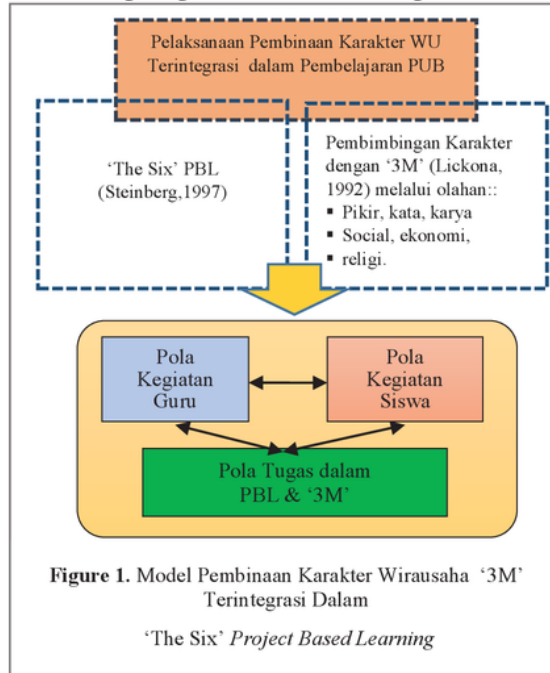 Pelaksanaan Pembinaan Karakter WU
Terintegrasi dalam Pembelajaran PUB
'The Six' PBL
(Steinberg,1997)
Pembimbingan Karakter
dengan '3M' (Lickona,
1992) melalui olahan::
▪ Pikir, kata, karya
▪ Social, ekonomi,
▪ religi.
Pola
Kegiatan
Guru
Pola
Kegiatan
Siswa
Pola Tugas dalam
PBL & '3M'
Figure 1. Model Pembinaan Karakter Wirausaha '3M'
Terintegrasi Dalam
'The Six' Project Based Learning